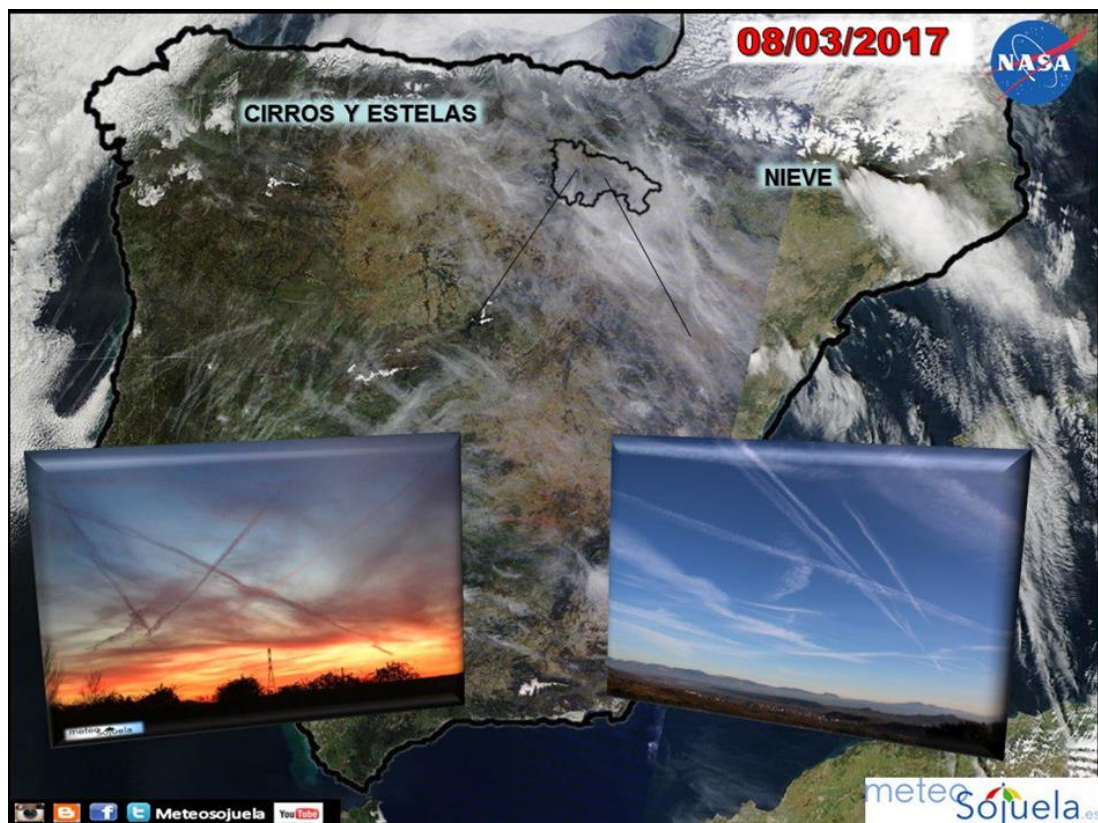 08/03/2017
NASA
CIRROS Y ESTELAS
NIEVE
meteosojuela
Meteosojuela
YouTube
meteoSojuela.es